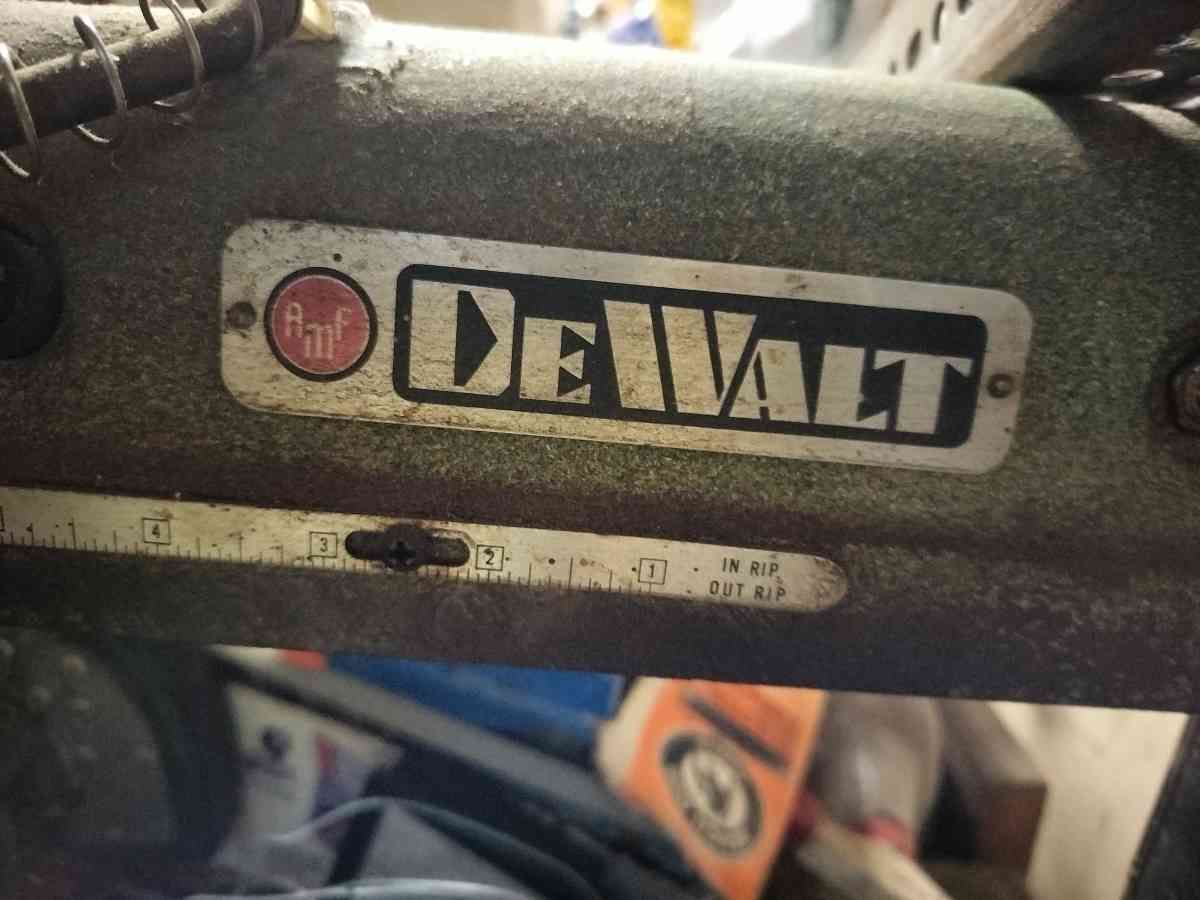 AMF
DEWALT
4 3 2 1 IN RIP
OUT RIP